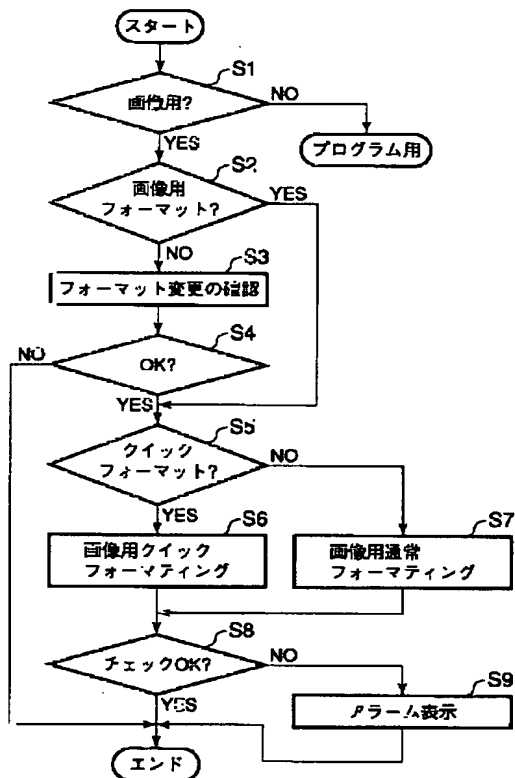 スタート
S1
画像用?
NO
YES
プログラム用
S2
画像用
フォーマット?
YES
NO
S3
フォーマット変更の確認
S4
NO
OK?
YES
S5
クイック
フォーマット?
NO
YES
S6
画像用クイック
フォーマティング
S7
画像用通常
フォーマティング
S8
チェックOK?
NO
YES
S9
アラーム表示
エンド